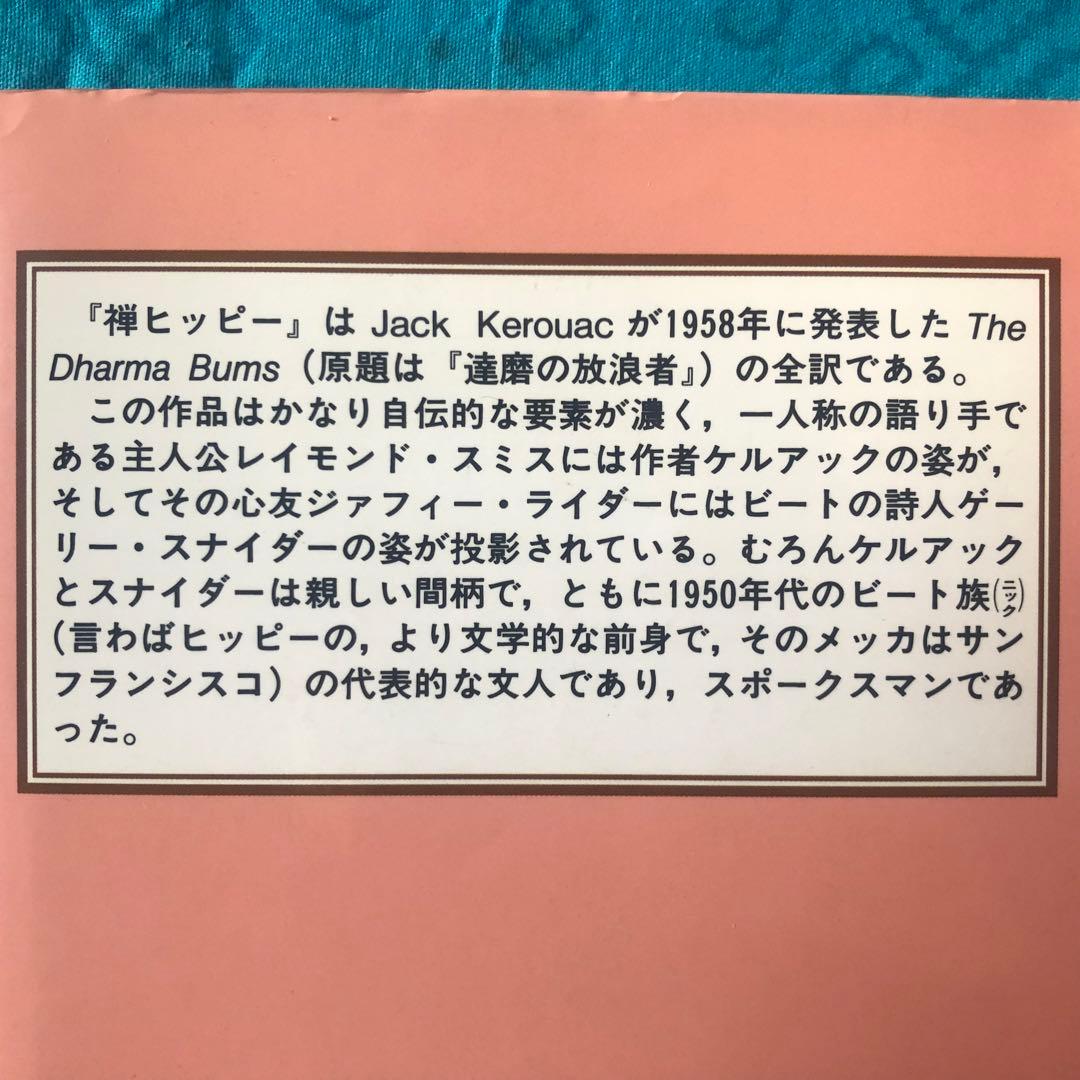 『禅ヒッピー』は Jack Kerouac が1958年に発表した The
Dharma Bums（原題は『達磨の放浪者』）の全訳である。
この作品はかなり自伝的な要素が濃く，一人称の語り手で
ある主人公レイモンド・スミスには作者ケルアックの姿が，
そしてその心友ジァフィー・ライダーにはビートの詩人ゲー
リー・スナイダーの姿が投影されている。むろんケルアック
とスナイダーは親しい間柄で，ともに1950年代のビート族(ニック)
（言わばヒッピーの，より文学的な前身で，そのメッカはサン
フランシスコ）の代表的な文人であり，スポークスマンであ
った。